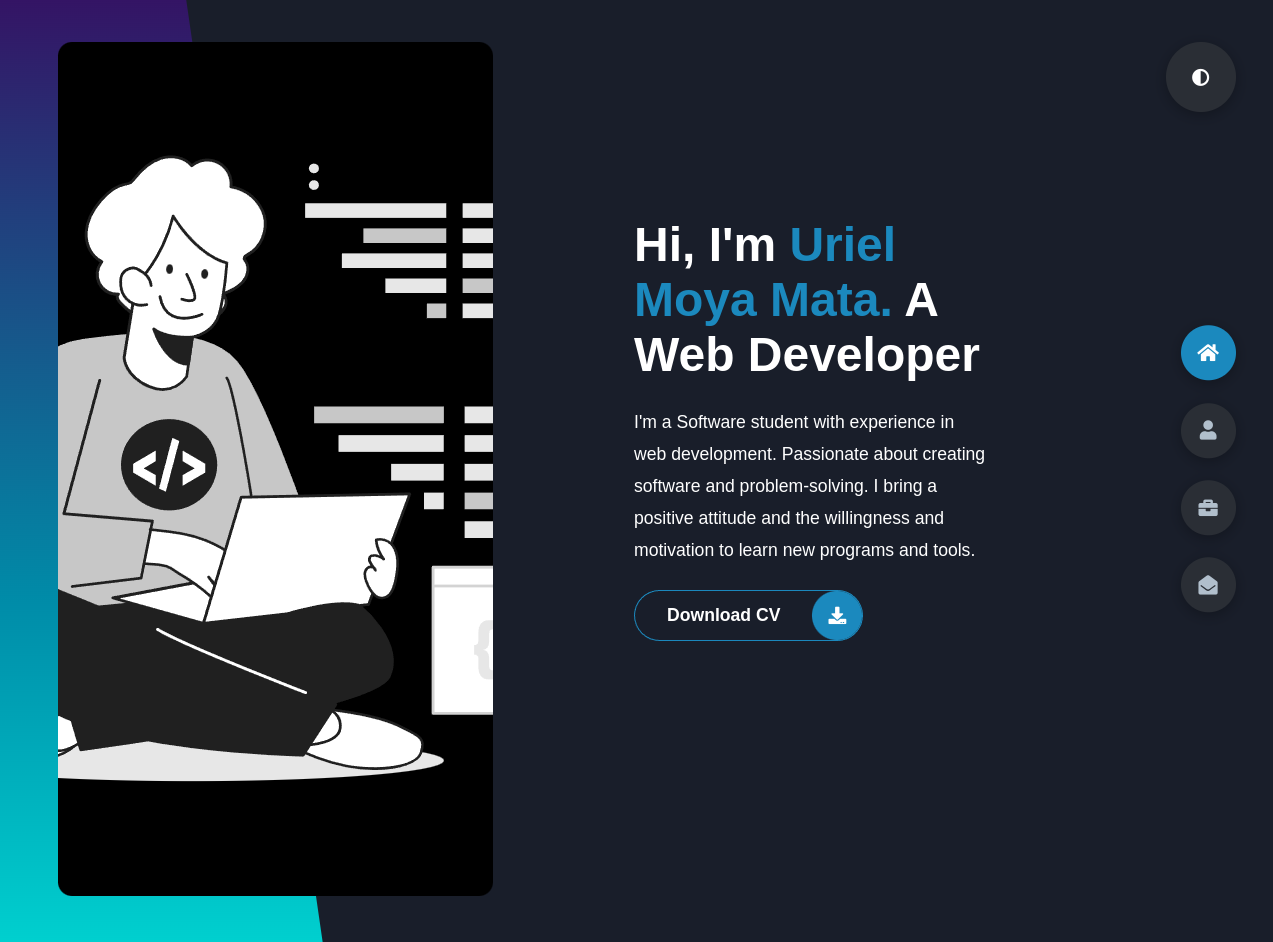 Hi, I'm Uriel
Moya Mata. A
Web Developer
I'm a Software student with experience in
web development. Passionate about creating
software and problem-solving. I bring a
positive attitude and the willingness and
motivation to learn new programs and tools.
Download CV